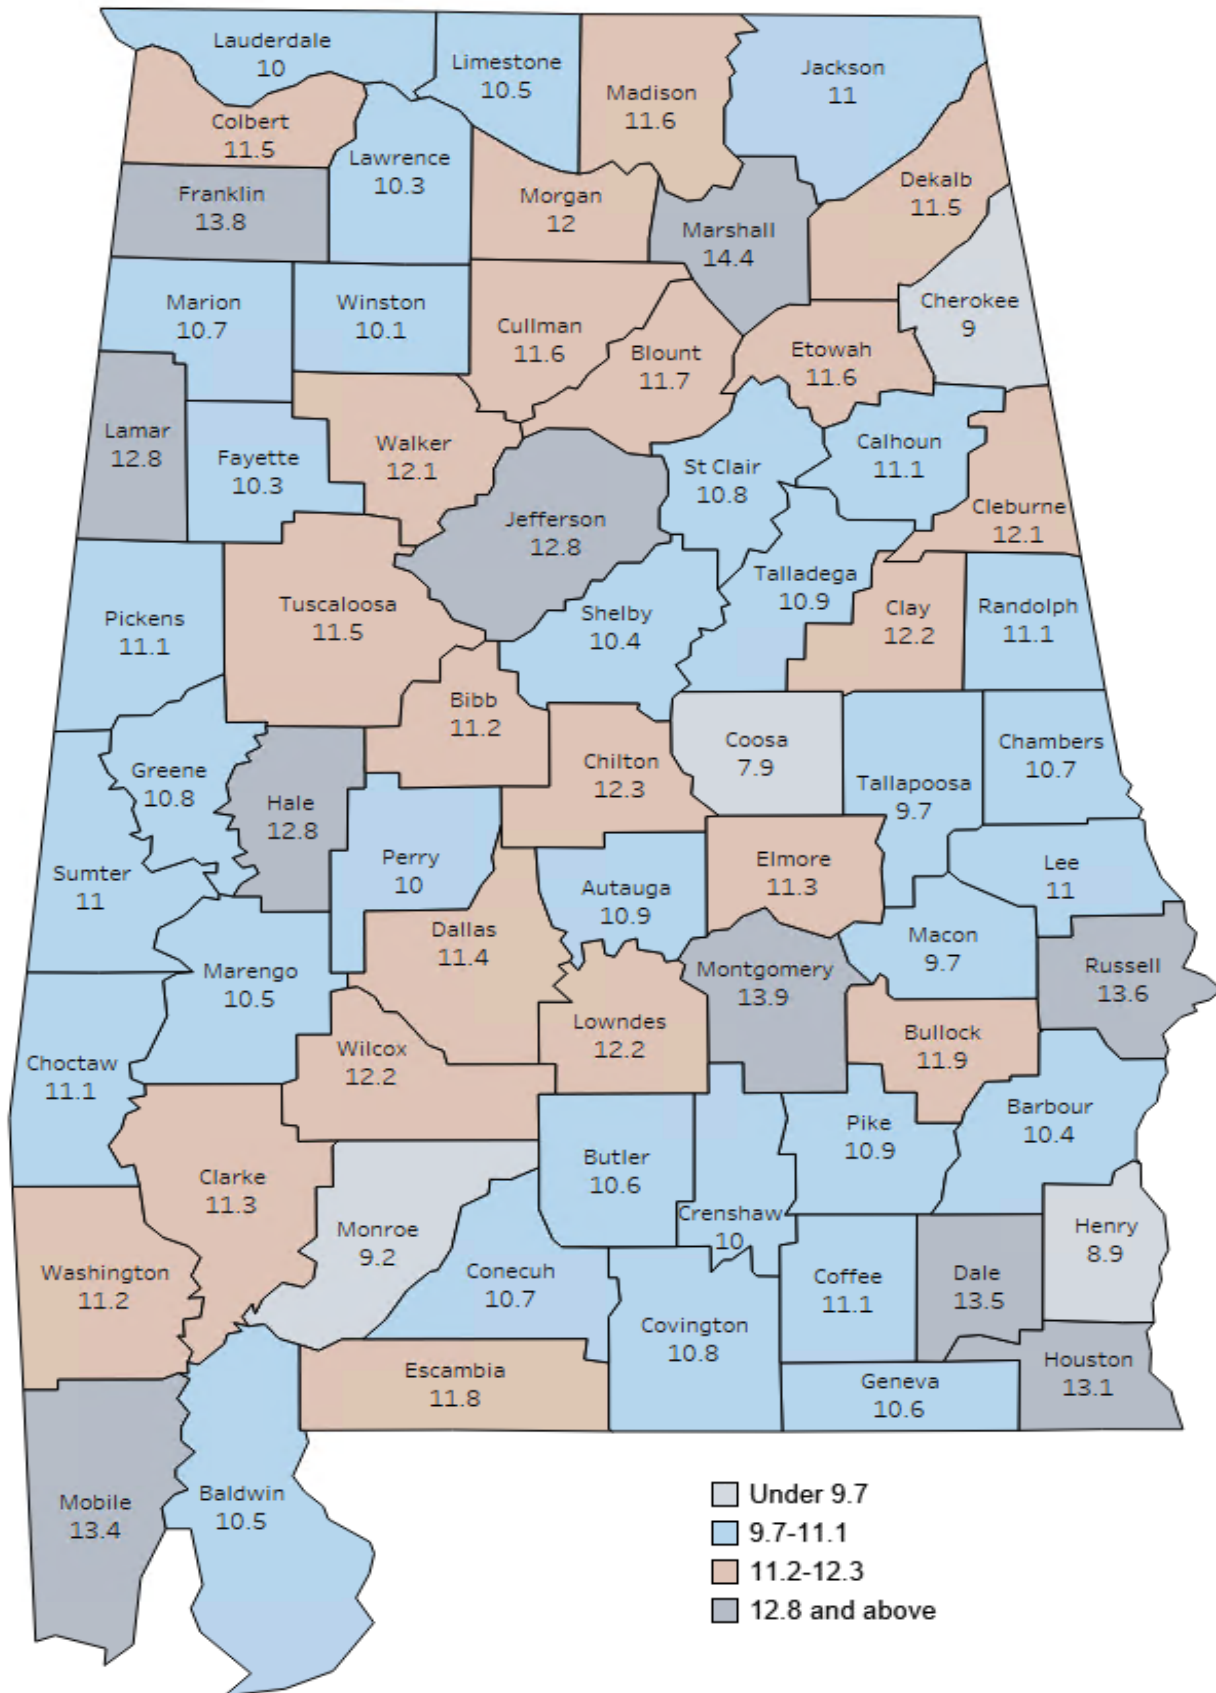 Lauderdale
10
Limestone
10.5
Madison
11.6
Jackson
11
Colbert
11.5
Lawrence
10.3
Franklin
13.8
Morgan
12
Marshall
14.4
Dekalb
11.5
Cherokee
9
Marion
10.7
Winston
10.1
Cullman
11.6
Blount
11.7
Etowah
11.6
Lamar
12.8
Fayette
10.3
Walker
12.1
St Clair
10.8
Calhoun
11.1
Cleburne
12.1
Jefferson
12.8
Talladega
10.9
Pickens
11.1
Tuscaloosa
11.5
Shelby
10.4
Clay
12.2
Randolph
11.1
Bibb
11.2
Chilton
12.3
Coosa
7.9
Tallapoosa
9.7
Chambers
10.7
Greene
10.8
Hale
12.8
Perry
10
Autauga
10.9
Elmore
11.3
Lee
11
Sumter
11
Dallas
11.4
Macon
9.7
Marengo
10.5
Montgomery
13.9
Russell
13.6
Lowndes
12.2
Bullock
11.9
Wilcox
12.2
Choctaw
11.1
Clarke
11.3
Butler
10.6
Pike
10.9
Barbour
10.4
Monroe
9.2
Crenshaw
10
Henry
8.9
Washington
11.2
Conecuh
10.7
Coffee
11.1
Dale
13.5
Covington
10.8
Escambia
11.8
Geneva
10.6
Houston
13.1
Mobile
13.4
Baldwin
10.5
Under 9.7
9.7-11.1
11.2-12.3
12.8 and above